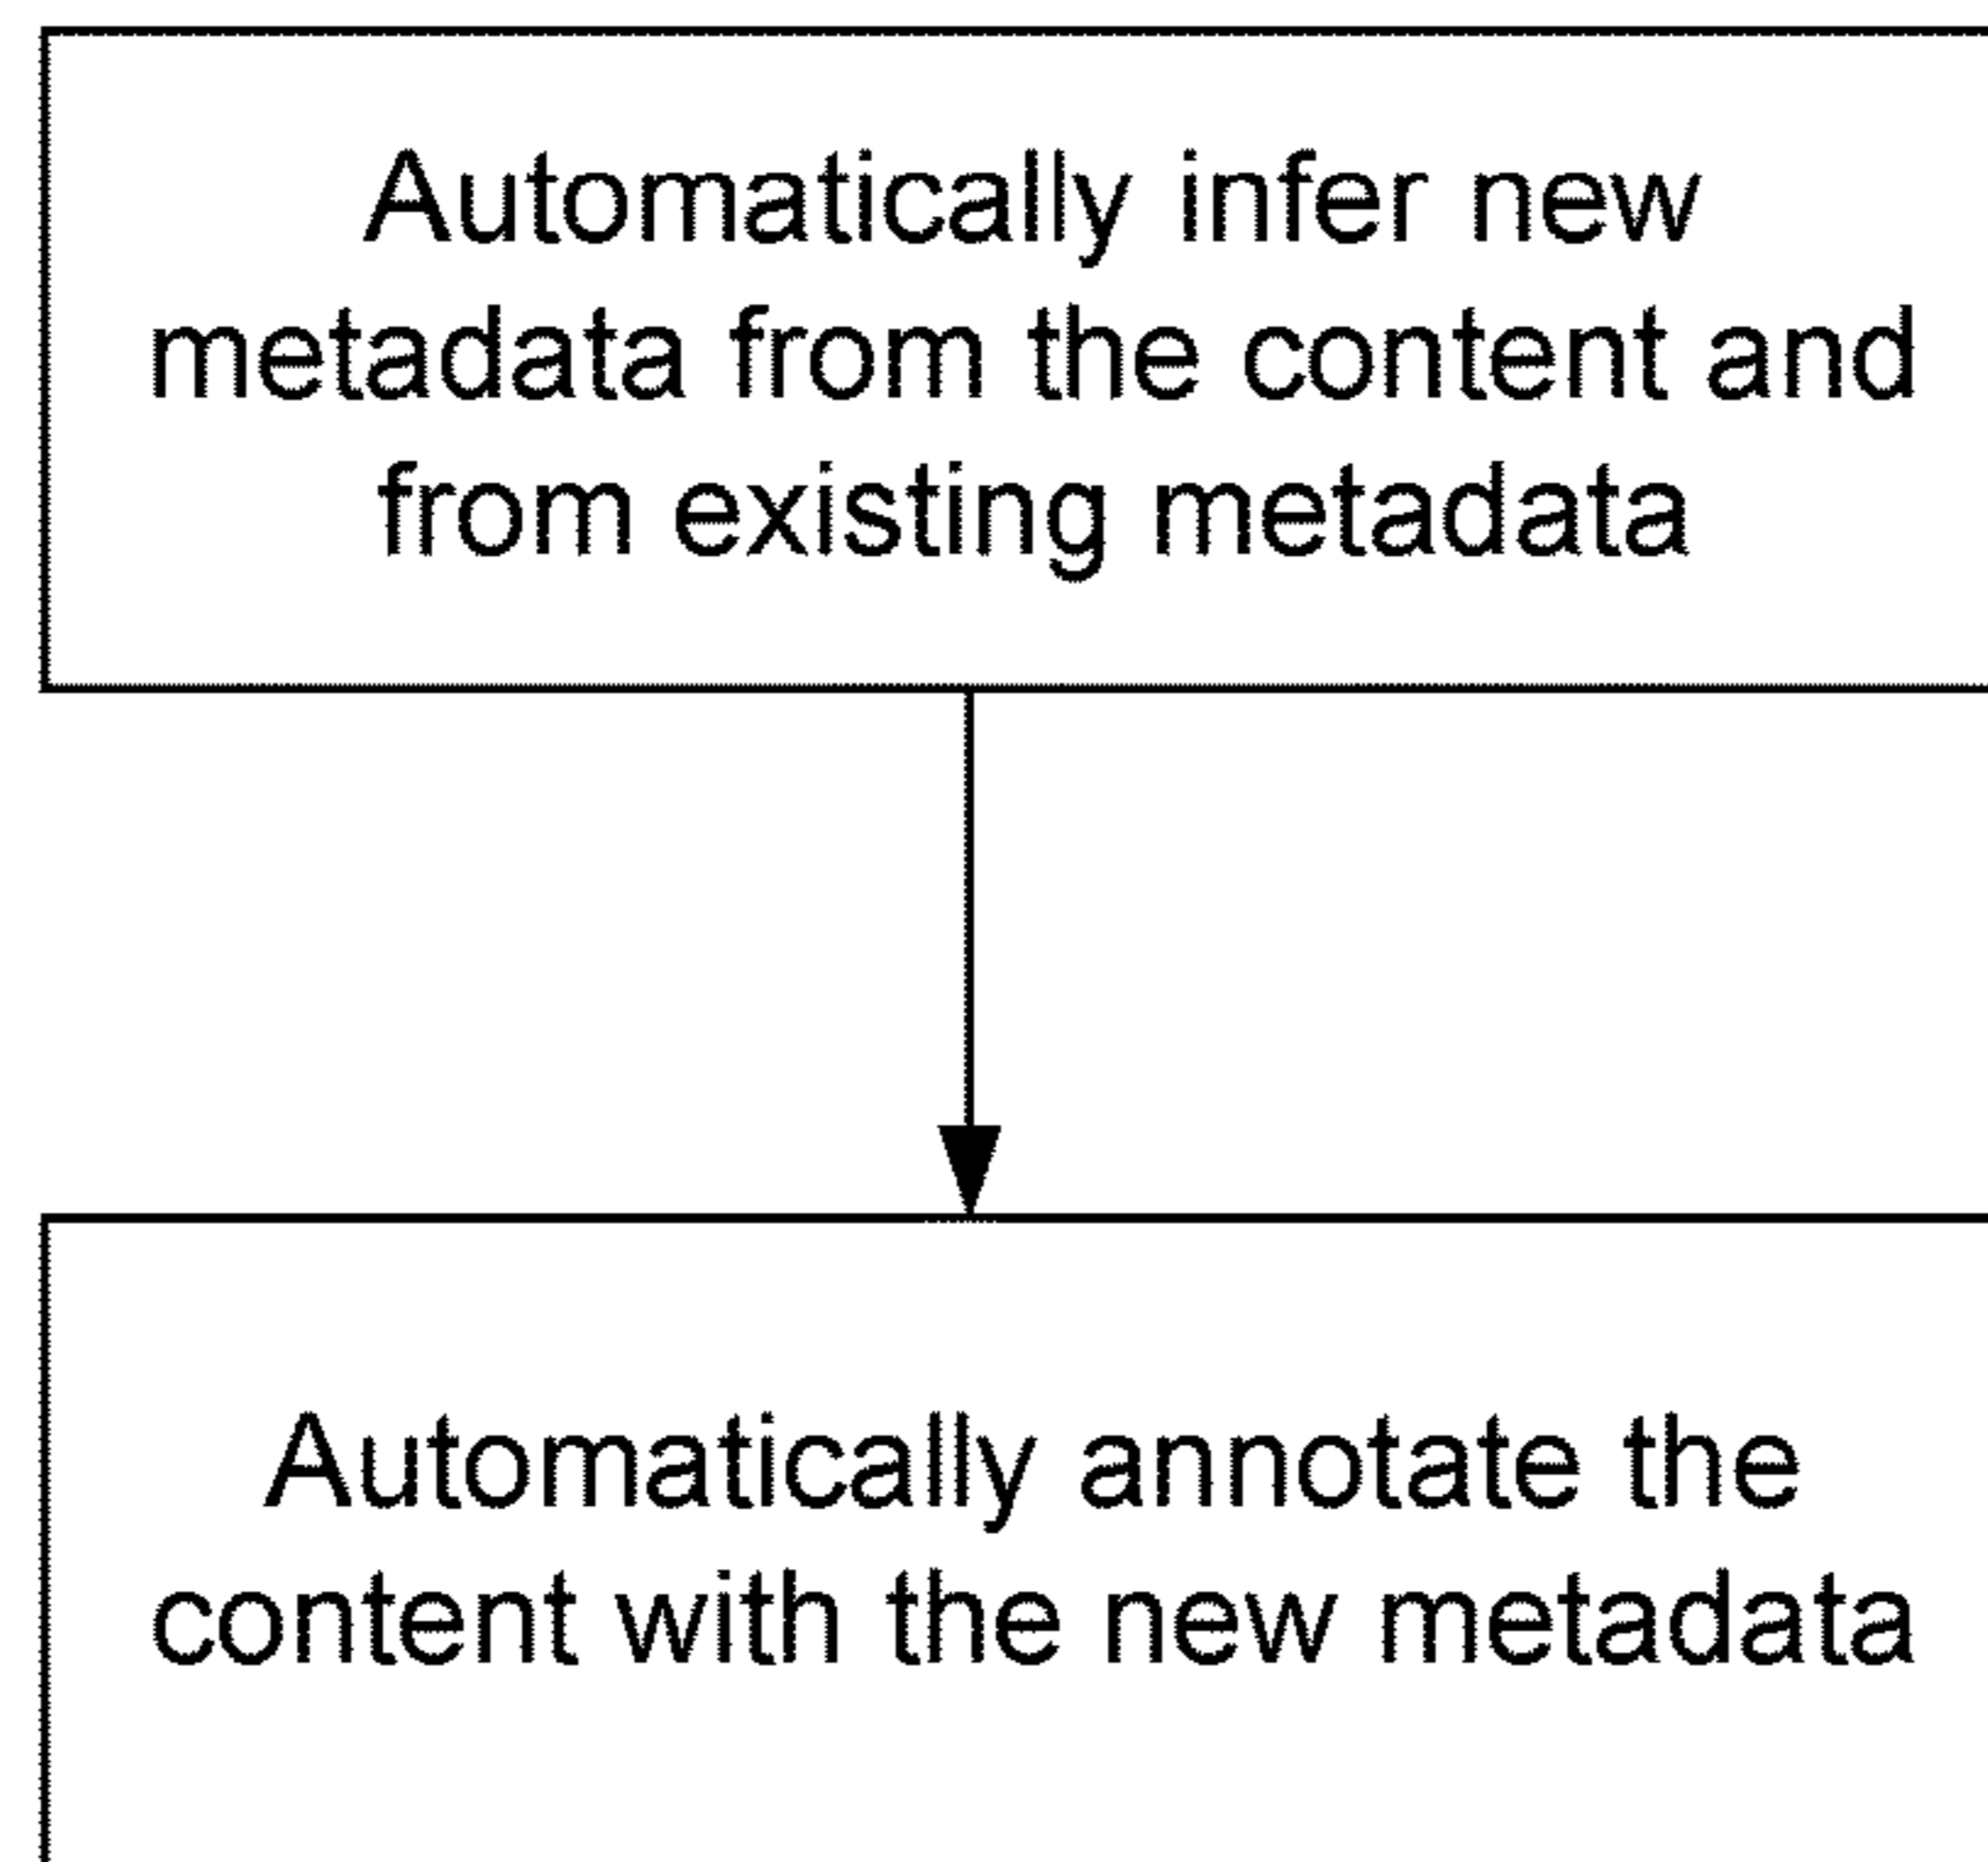 Automatically infer new
metadata from the content and
from existing metadata
Automatically annotate the
content with the new metadata